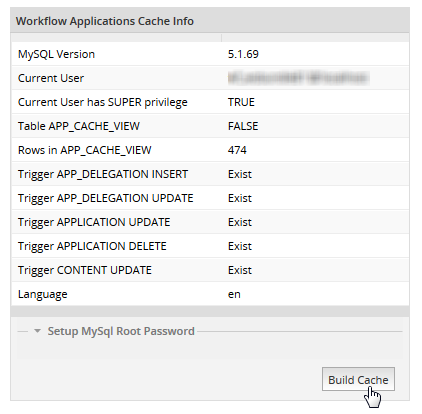 Workflow Applications Cache Info
MySQL Version 5.1.69
Current User
Current User has SUPER privilege TRUE
Table APP_CACHE_VIEW FALSE
Rows in APP_CACHE_VIEW 474
Trigger APP_DELEGATION INSERT Exist
Trigger APP_DELEGATION UPDATE Exist
Trigger APPLICATION UPDATE Exist
Trigger APPLICATION DELETE Exist
Trigger CONTENT UPDATE Exist
Language en
Setup MySql Root Password
Build Cache